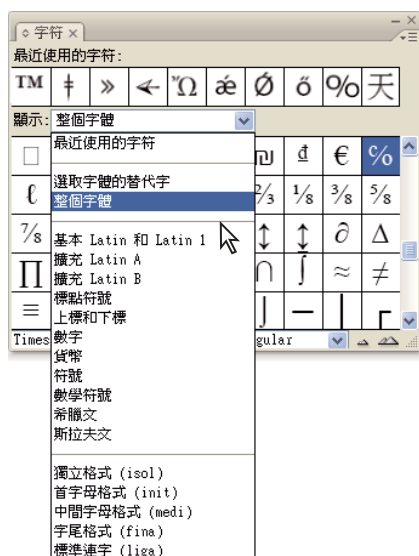 字符 ×
最近使用的字符:
TM ǂ » Ὤ ǽ Ø ő % 天
顯示: 整個字體
最近使用的字符
選取字體的替代字
整個字體
基本 Latin 和 Latin 1
擴充 Latin A
擴充 Latin B
標點符號
上標和下標
數字
貨幣
符號
數學符號
希臘文
斯拉夫文
獨立格式 (isol)
首字母格式 (init)
中間字母格式 (medi)
字尾格式 (fina)
標準連字 (liga)
₪ ₫ € ℅
ℓ ⅔ ⅛ ⅜ ⅝
⅞ ↕ ↨ ∂ ∆
∏ ∩ ∫ ≈ ≠
≡
Times
gular